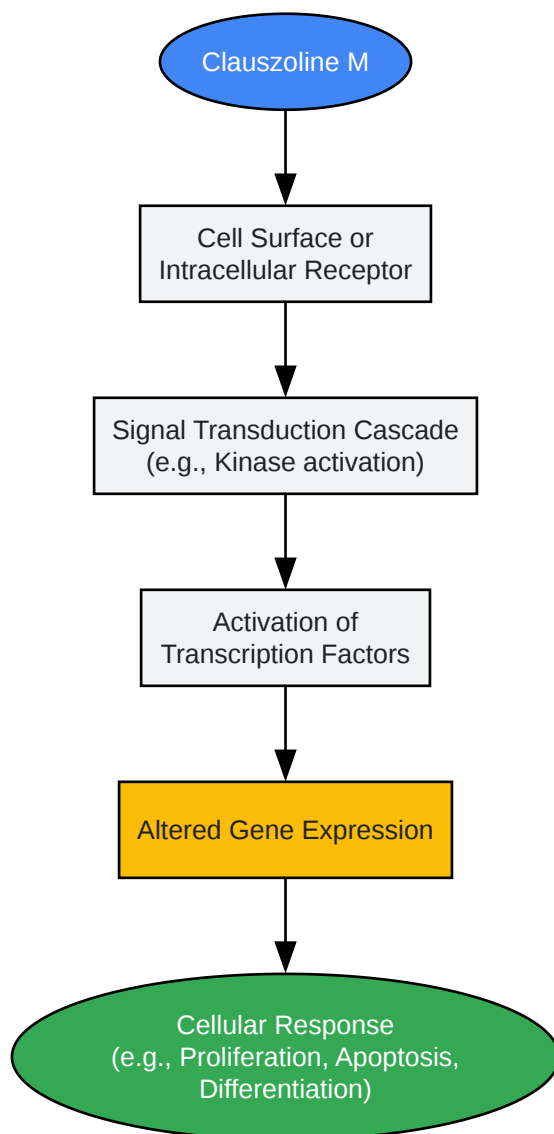 Clauszoline M
Cell Surface or
Intracellular Receptor
Signal Transduction Cascade
(e.g., Kinase activation)
Activation of
Transcription Factors
Altered Gene Expression
Cellular Response
(e.g., Proliferation, Apoptosis,
Differentiation)